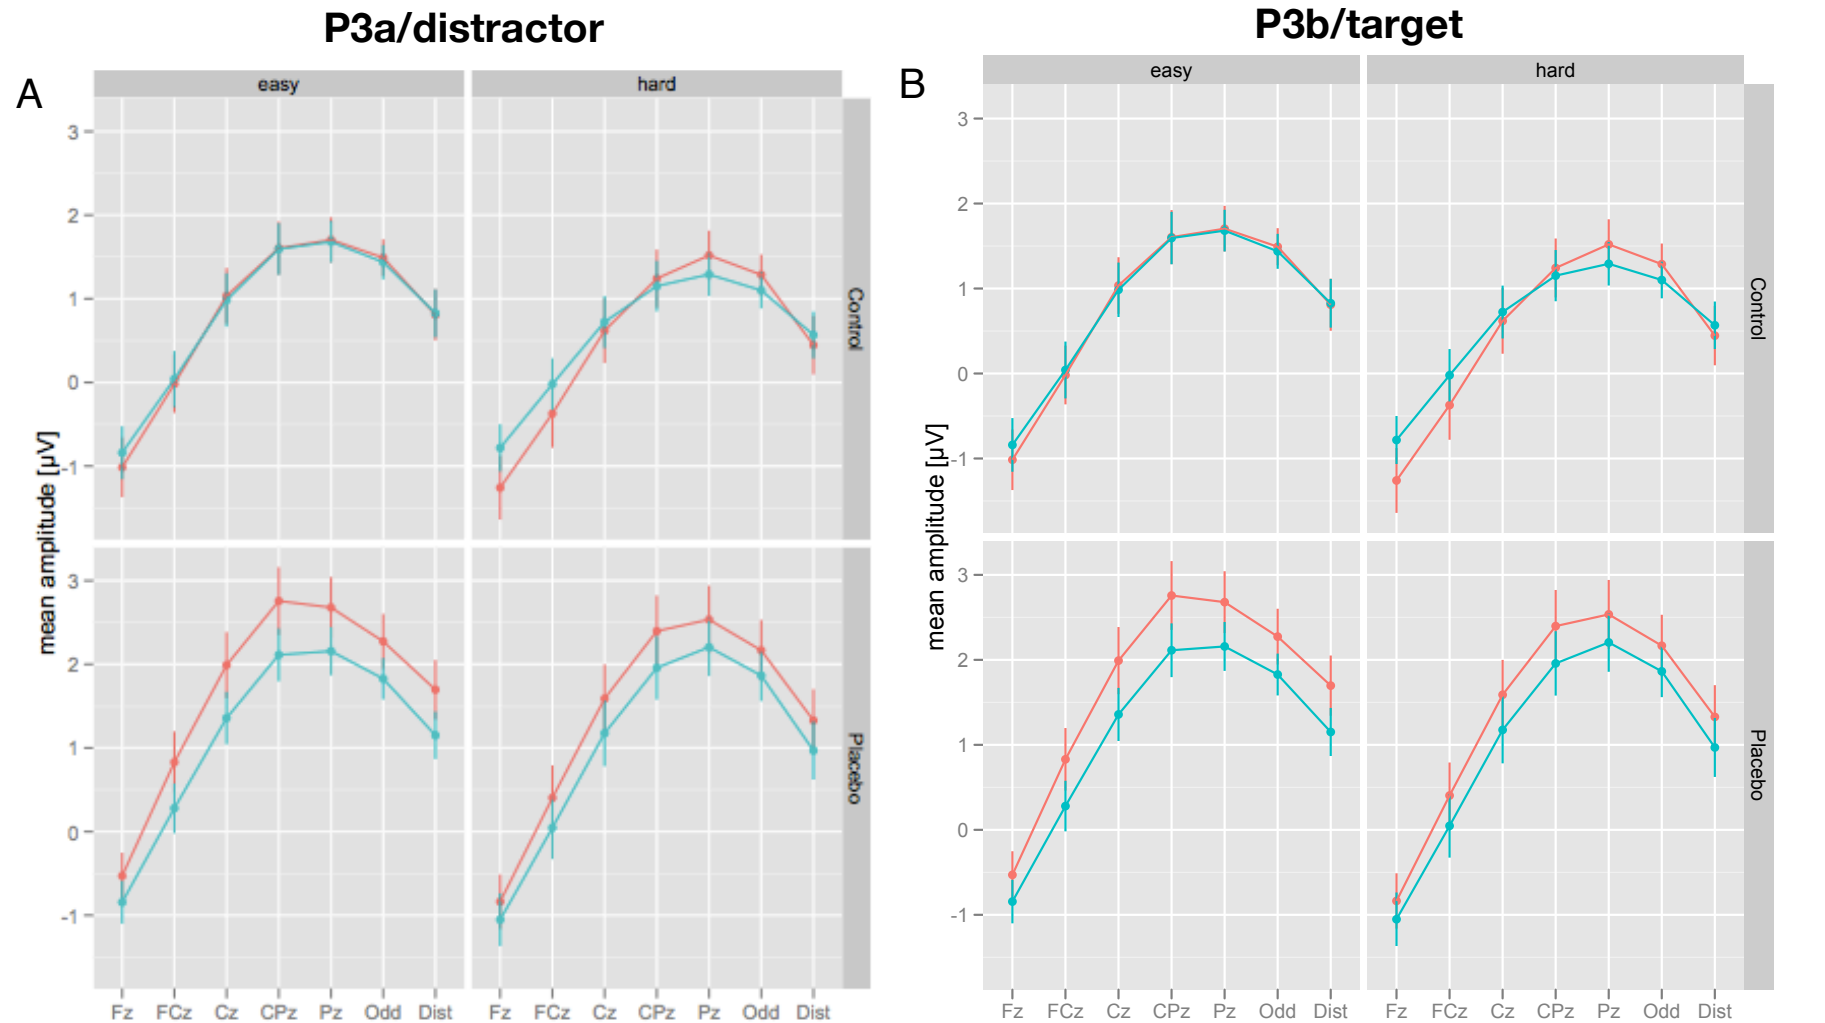 P3a/distractor
A
easy
hard
3
2
1
0
-1
Control
3
2
1
0
-1
Placebo
mean amplitude [µV]
Fz FCz Cz CPz Pz Odd Dist
Fz FCz Cz CPz Pz Odd Dist
P3b/target
B
easy
hard
3
2
1
0
-1
Control
3
2
1
0
-1
Placebo
mean amplitude [µV]
Fz FCz Cz CPz Pz Odd Dist
Fz FCz Cz CPz Pz Odd Dist